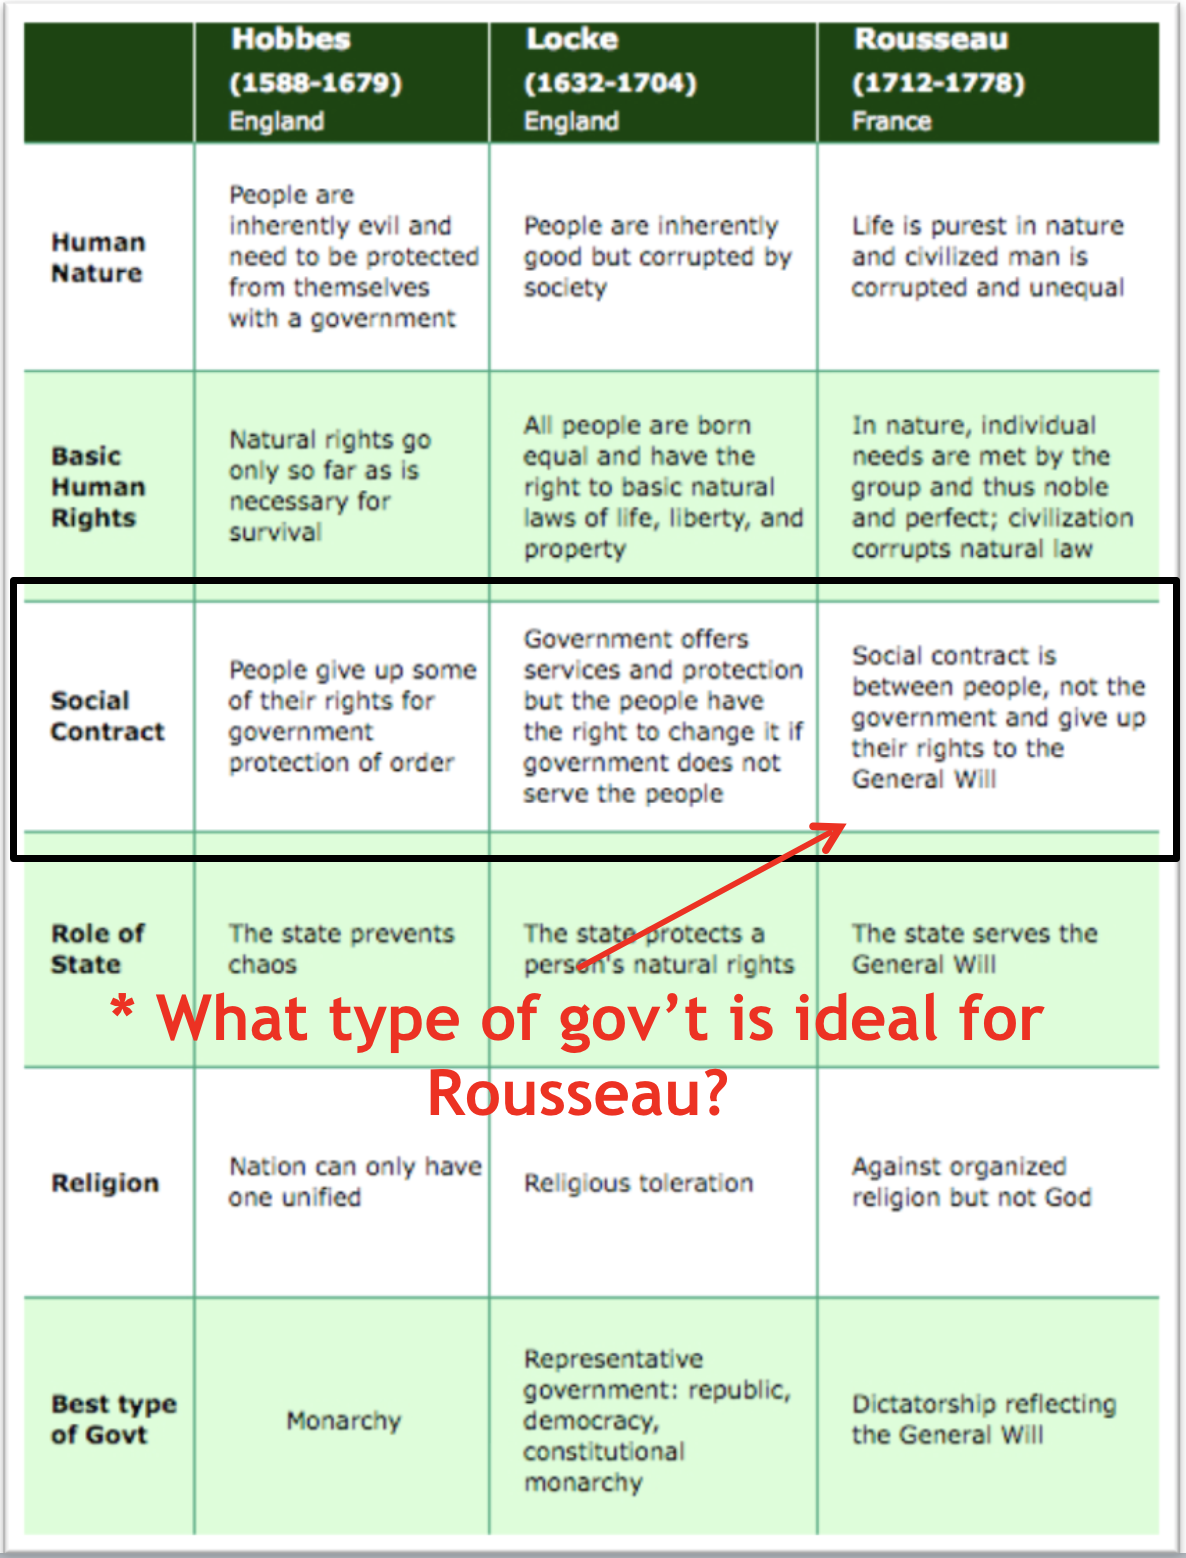 Hobbes
(1588-1679)
England
Locke
(1632-1704)
England
Rousseau
(1712-1778)
France
Human
Nature
People are
inherently evil and
need to be protected
from themselves
with a government
People are inherently
good but corrupted by
society
Life is purest in nature
and civilized man is
corrupted and unequal
Basic
Human
Rights
Natural rights go
only so far as is
necessary for
survival
All people are born
equal and have the
right to basic natural
laws of life, liberty, and
property
In nature, individual
needs are met by the
group and thus noble
and perfect; civilization
corrupts natural law
Social
Contract
People give up some
of their rights for
government
protection of order
Government offers
services and protection
but the people have
the right to change it if
government does not
serve the people
Social contract is
between people, not the
government and give up
their rights to the
General Will
Role of
State
The state prevents
chaos
The state protects a
person's natural rights
The state serves the
General Will
* What type of gov’t is ideal for
Rousseau?
Religion
Nation can only have
one unified
Religious toleration
Against organized
religion but not God
Best type
of Govt
Monarchy
Representative
government: republic,
democracy,
constitutional
monarchy
Dictatorship reflecting
the General Will